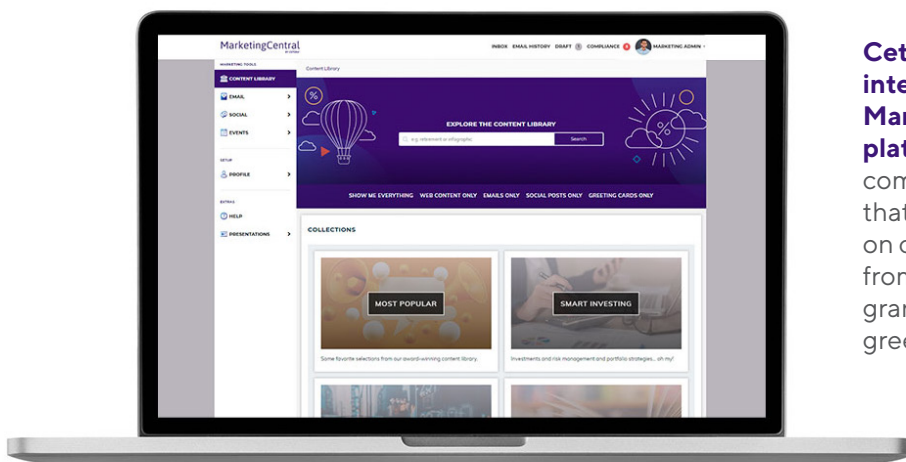 MarketingCentral
INBOX EMAIL HISTORY DRAFT COMPLIANCE MARKETING ADMIN
MARKETING TOOLS
CONTENT LIBRARY
EMAIL
SOCIAL
EVENTS
SETUP
PROFILE
EXTRAS
HELP
PRESENTATIONS
Content Library
EXPLORE THE CONTENT LIBRARY
e.g. retirement or infographic
Search
SHOW ME EVERYTHING WEB CONTENT ONLY EMAILS ONLY SOCIAL POSTS ONLY GREETING CARDS ONLY
COLLECTIONS
MOST POPULAR
SMART INVESTING
Some favorite selections from our award-winning content library.
Investments and risk management and portfolio strategies... oh my!
Cet
inte
Mar
plat
com
that
on c
fron
gran
gree